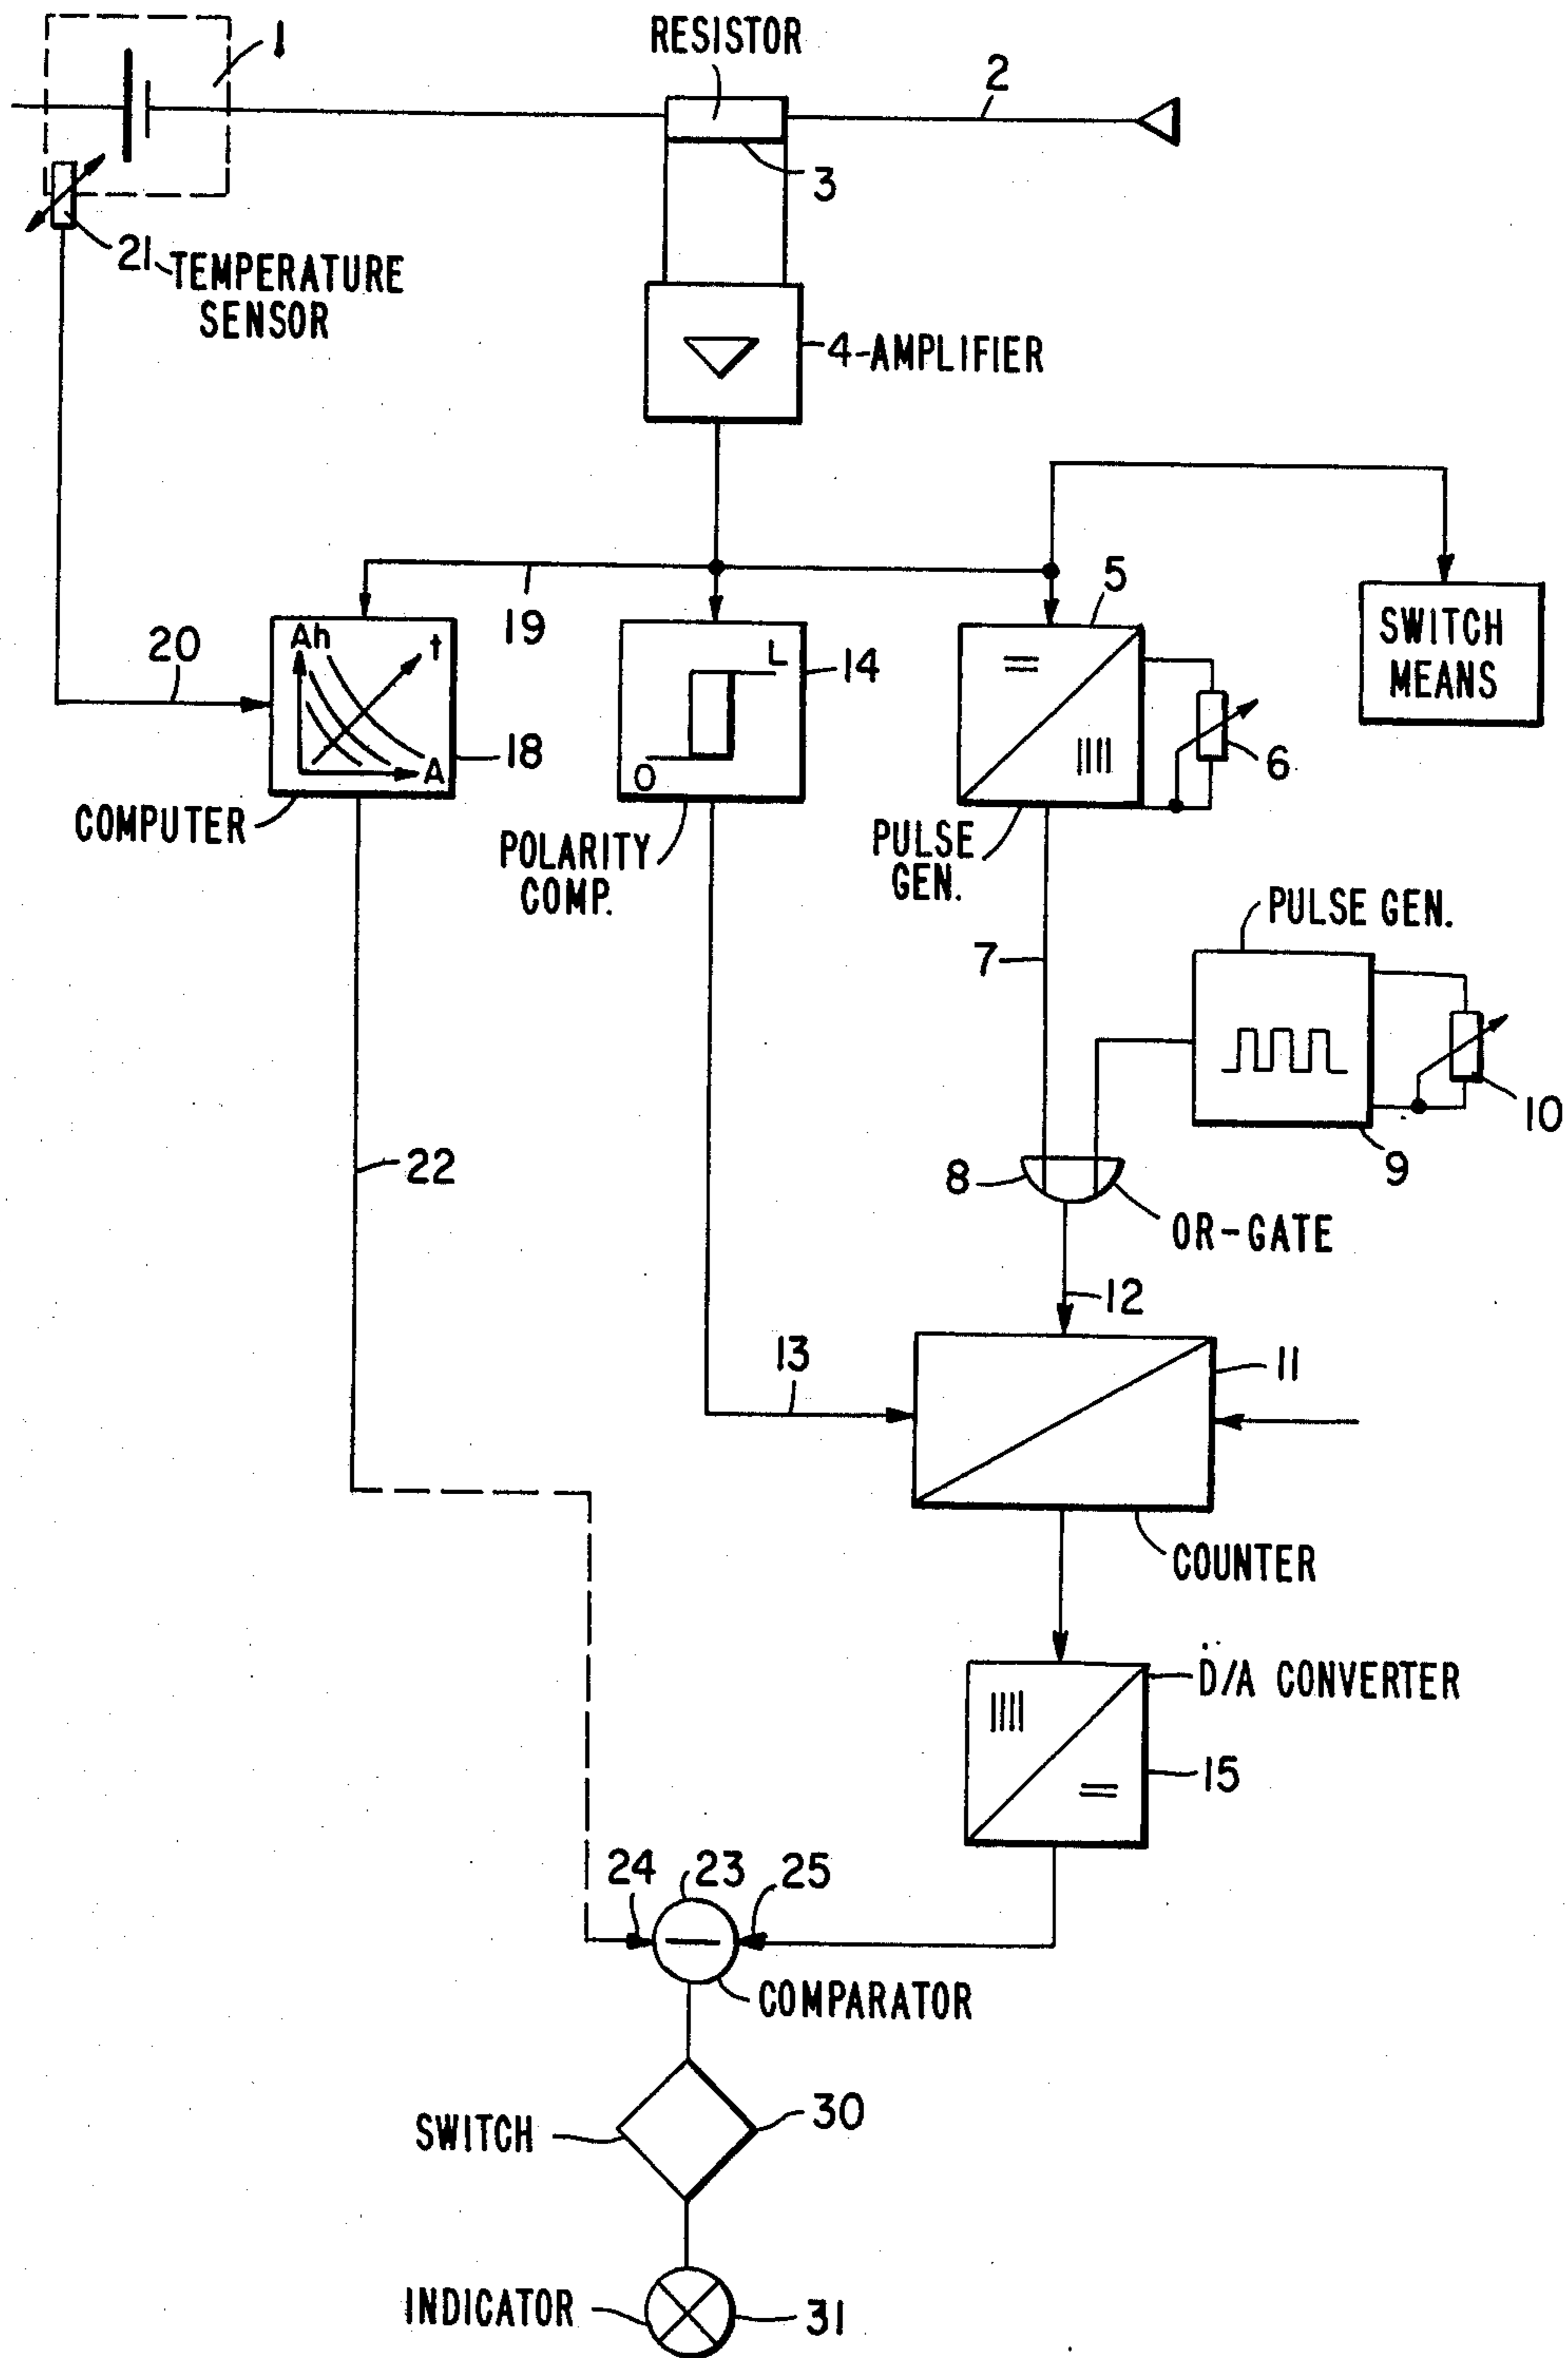 1
RESISTOR
2
3
21
TEMPERATURE
SENSOR
4-AMPLIFIER
5
19
SWITCH
MEANS
20
Ah
t
A
18
L
O
14
6
COMPUTER
POLARITY
COMP.
PULSE
GEN.
PULSE GEN.
7
10
9
22
8
OR-GATE
12
13
11
COUNTER
D/A CONVERTER
15
24
23
25
COMPARATOR
SWITCH
30
INDICATOR
31